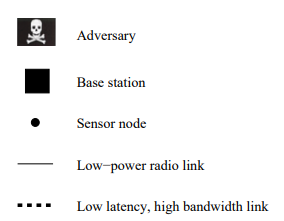 Adversary
Base station
Sensor node
Low−power radio link
Low latency, high bandwidth link